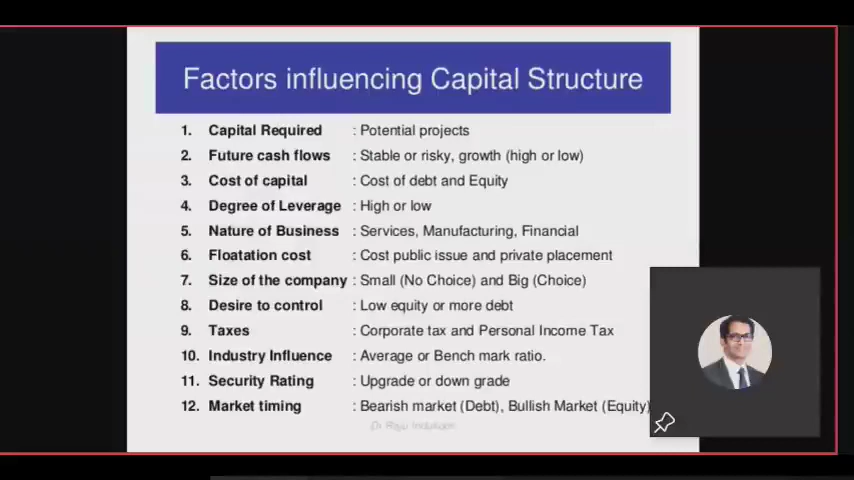 Factors influencing Capital Structure
1. Capital Required : Potential projects
2. Future cash flows : Stable or risky, growth (high or low)
3. Cost of capital : Cost of debt and Equity
4. Degree of Leverage : High or low
5. Nature of Business : Services, Manufacturing, Financial
6. Floatation cost : Cost public issue and private placement
7. Size of the company : Small (No Choice) and Big (Choice)
8. Desire to control : Low equity or more debt
9. Taxes : Corporate tax and Personal Income Tax
10. Industry Influence : Average or Bench mark ratio.
11. Security Rating : Upgrade or down grade
12. Market timing : Bearish market (Debt), Bullish Market (Equity)